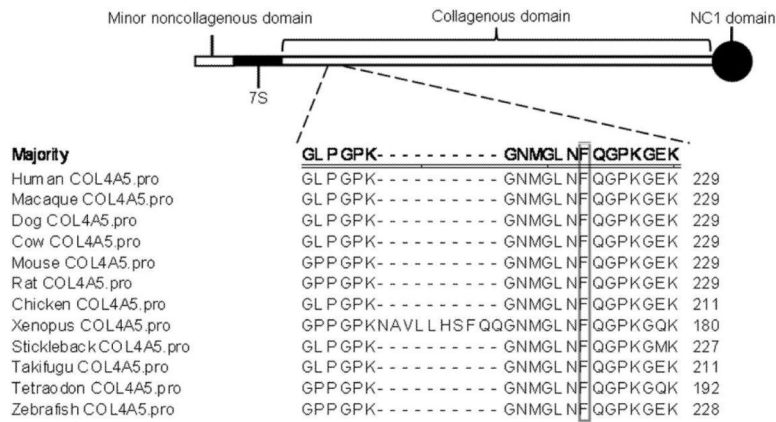 Minor noncollagenous domain Collagenous domain NC1 domain
7S
Majority GLPGPK----------GNMGLNFQGPKGEK
Human COL4A5.pro GLPGPK----------GNMGLNFQGPKGEK 229
Macaque COL4A5.pro GLPGPK----------GNMGLNFQGPKGEK 229
Dog COL4A5.pro GLPGPK----------GNMGLNFQGPKGEK 229
Cow COL4A5.pro GLPGPK----------GNMGLNFQGPKGEK 229
Mouse COL4A5.pro GPPGPK----------GNMGLNFQGPKGEK 229
Rat COL4A5.pro GPPGPK----------GNMGLNFQGPKGEK 229
Chicken COL4A5.pro GLPGPK----------GNMGLNFQGPKGEK 211
Xenopus COL4A5.pro GPPGPKNAVLLHSFQQGNMGLNFQGPKGQK 180
Stickleback COL4A5.pro GLPGPK----------GNMGLNFQGPKGMK 227
Takifugu COL4A5.pro GLPGPK----------GNMGLNFQGPKGEK 211
Tetraodon COL4A5.pro GPPGPK----------GNMGLNFQGPKGQK 192
Zebrafish COL4A5.pro GPPGPK----------GNMGLNFQGPKGEK 228